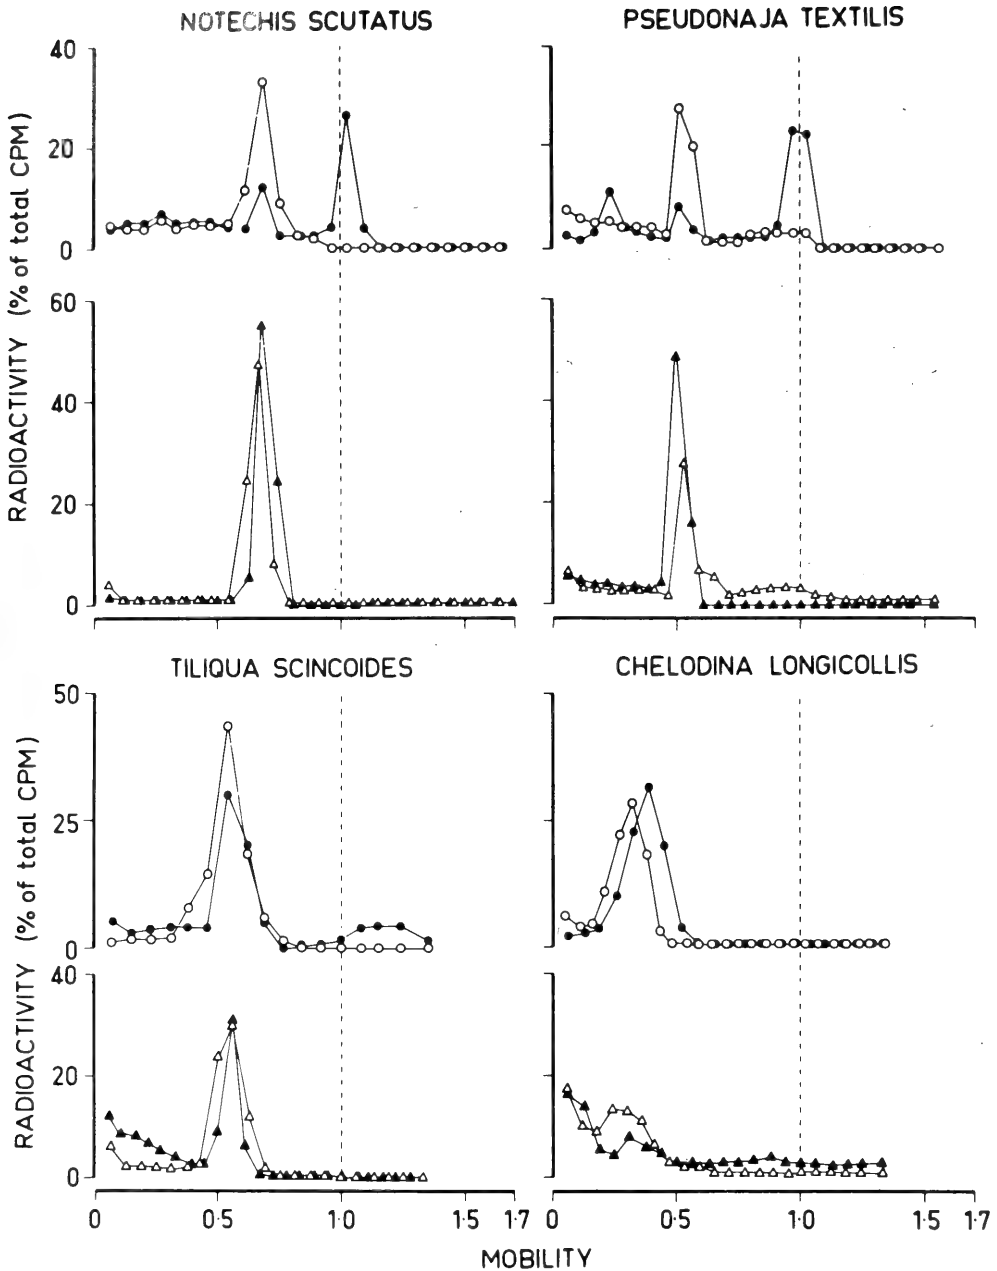 NOTECHIS SCUTATUS
PSEUDONAJA TEXTILIS
40
20
0
RADIOACTIVITY (% of total CPM)
60
40
20
0
TILIQUA SCINCOIDES
CHELODINA LONGICOLLIS
50
25
0
RADIOACTIVITY (% of total CPM)
40
20
0
0 0·5 1·0 1·5 1·7
0 0·5 1·0 1·5 1·7
MOBILITY